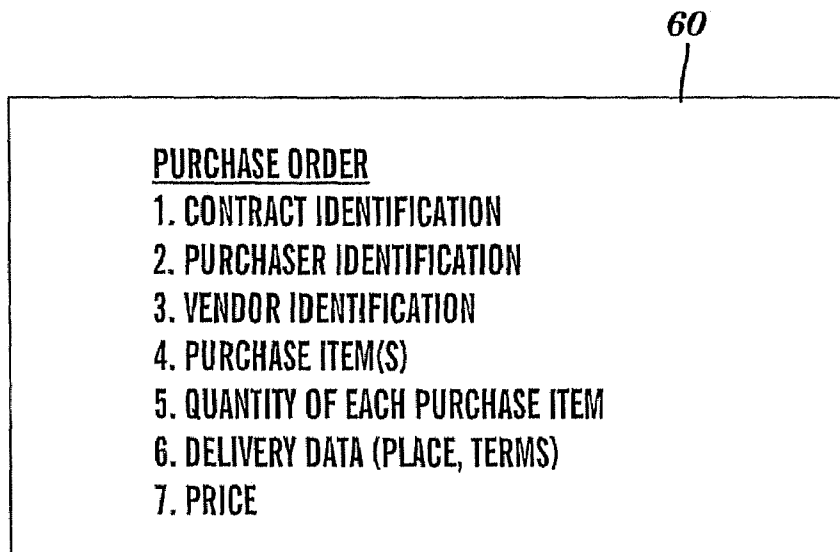 60
PURCHASE ORDER
1. CONTRACT IDENTIFICATION
2. PURCHASER IDENTIFICATION
3. VENDOR IDENTIFICATION
4. PURCHASE ITEM(S)
5. QUANTITY OF EACH PURCHASE ITEM
6. DELIVERY DATA (PLACE, TERMS)
7. PRICE